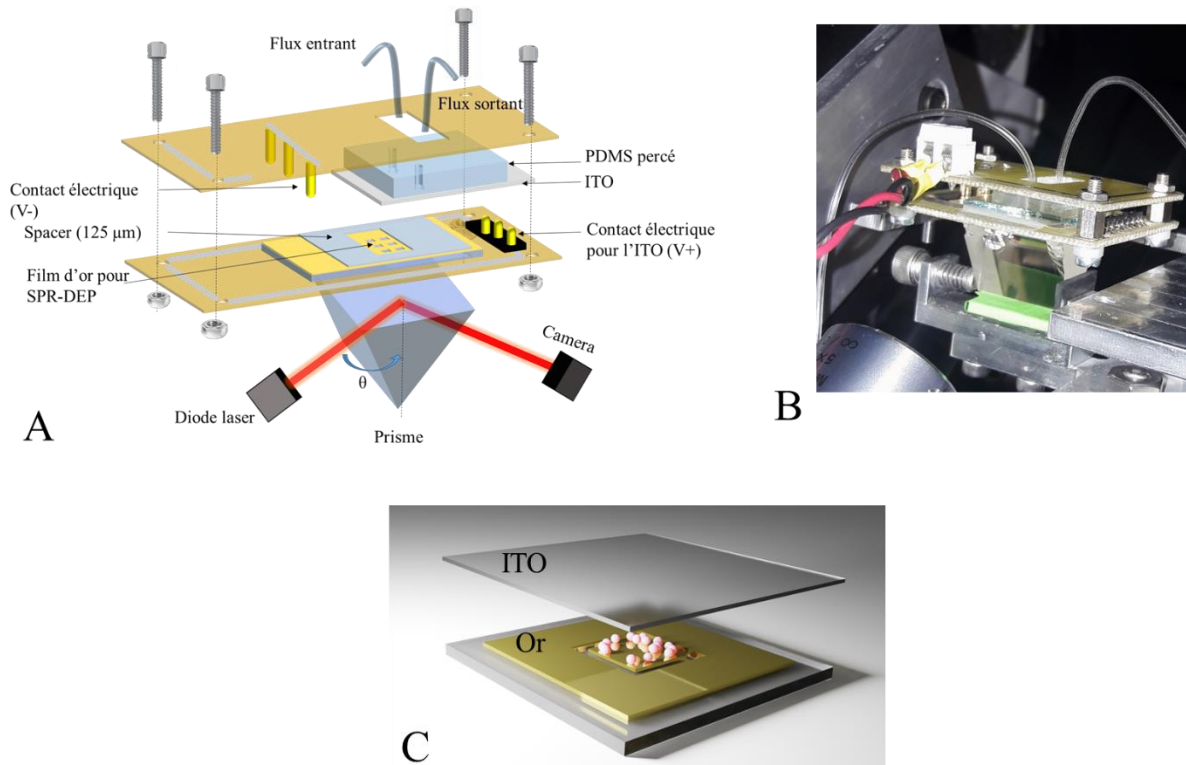 Flux entrant
Flux sortant
PDMS percé
ITO
Contact électrique
(V-)
Spacer (125 µm)
Contact électrique
pour l'ITO (V+)
Film d'or pour
SPR-DEP
Camera
θ
Diode laser
Prisme
A
B
ITO
Or
C